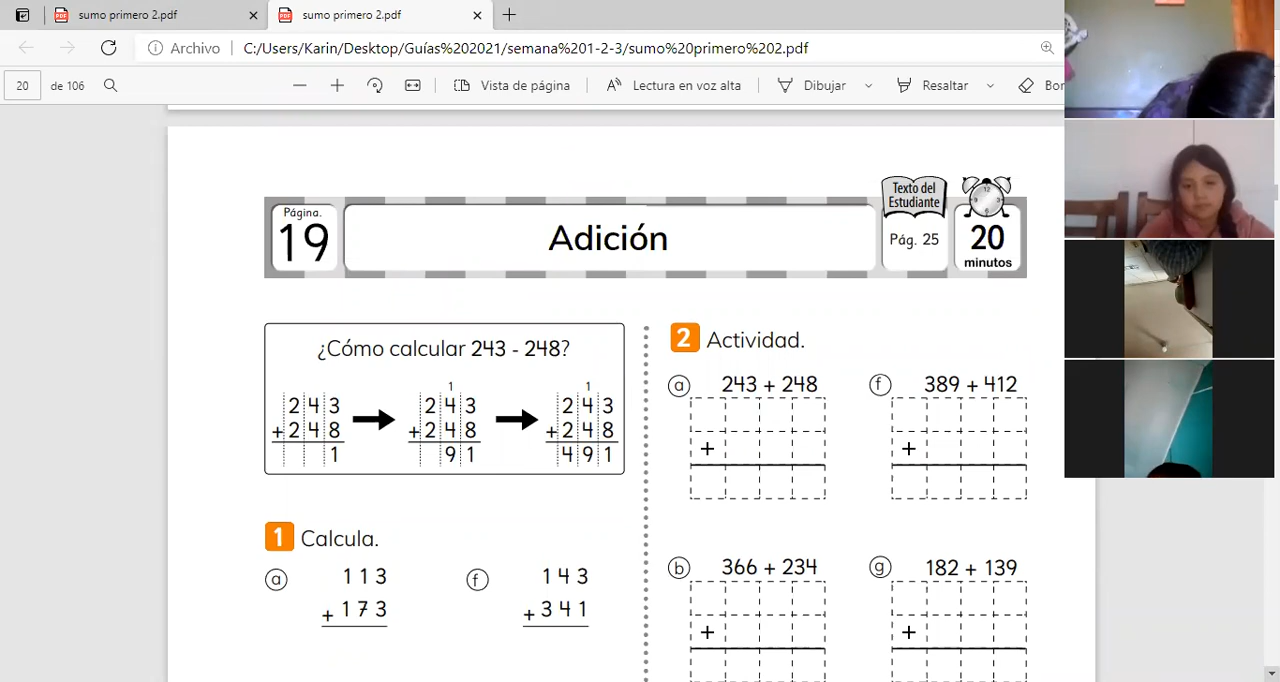 sumo primero 2.pdf
sumo primero 2.pdf
Archivo
C:/Users/Karin/Desktop/Guías%202021/semana%201-2-3/sumo%20primero%202.pdf
20 de 106
Vista de página
Lectura en voz alta
Dibujar
Resaltar
Bor
Página.
19
Adición
Texto del
Estudiante
Pág. 25
20
minutos
¿Cómo calcular 243 - 248?
2 4 3
+ 2 4 8
1
1
2 4 3
+ 2 4 8
9 1
1
2 4 3
+ 2 4 8
4 9 1
1 Calcula.
a 1 1 3
+ 1 7 3
f 1 4 3
+ 3 4 1
2 Actividad.
a 243 + 248
+
f 389 + 412
+
b 366 + 234
+
g 182 + 139
+